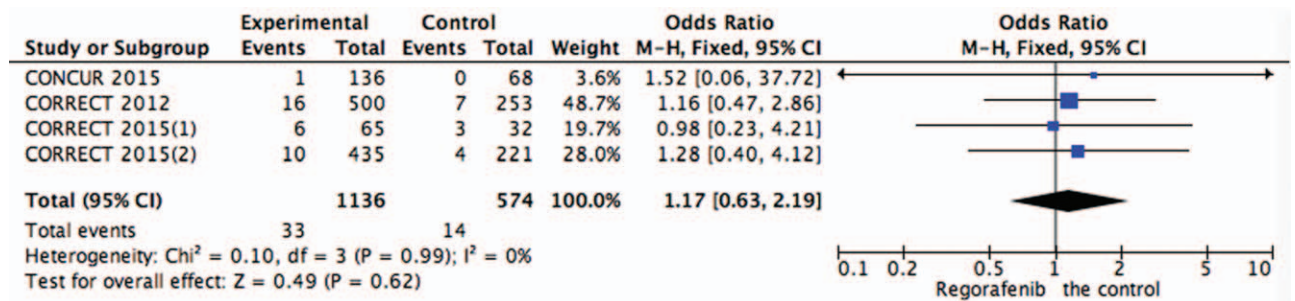 Experimental Control Odds Ratio Odds Ratio
Study or Subgroup Events Total Events Total Weight M-H, Fixed, 95% CI M-H, Fixed, 95% CI
CONCUR 2015 1 136 0 68 3.6% 1.52 [0.06, 37.72]
CORRECT 2012 16 500 7 253 48.7% 1.16 [0.47, 2.86]
CORRECT 2015(1) 6 65 3 32 19.7% 0.98 [0.23, 4.21]
CORRECT 2015(2) 10 435 4 221 28.0% 1.28 [0.40, 4.12]
Total (95% CI) 1136 574 100.0% 1.17 [0.63, 2.19]
Total events 33 14
Heterogeneity: Chi² = 0.10, df = 3 (P = 0.99); I² = 0%
Test for overall effect: Z = 0.49 (P = 0.62)
0.1 0.2 0.5 1 2 5 10
Regorafenib the control